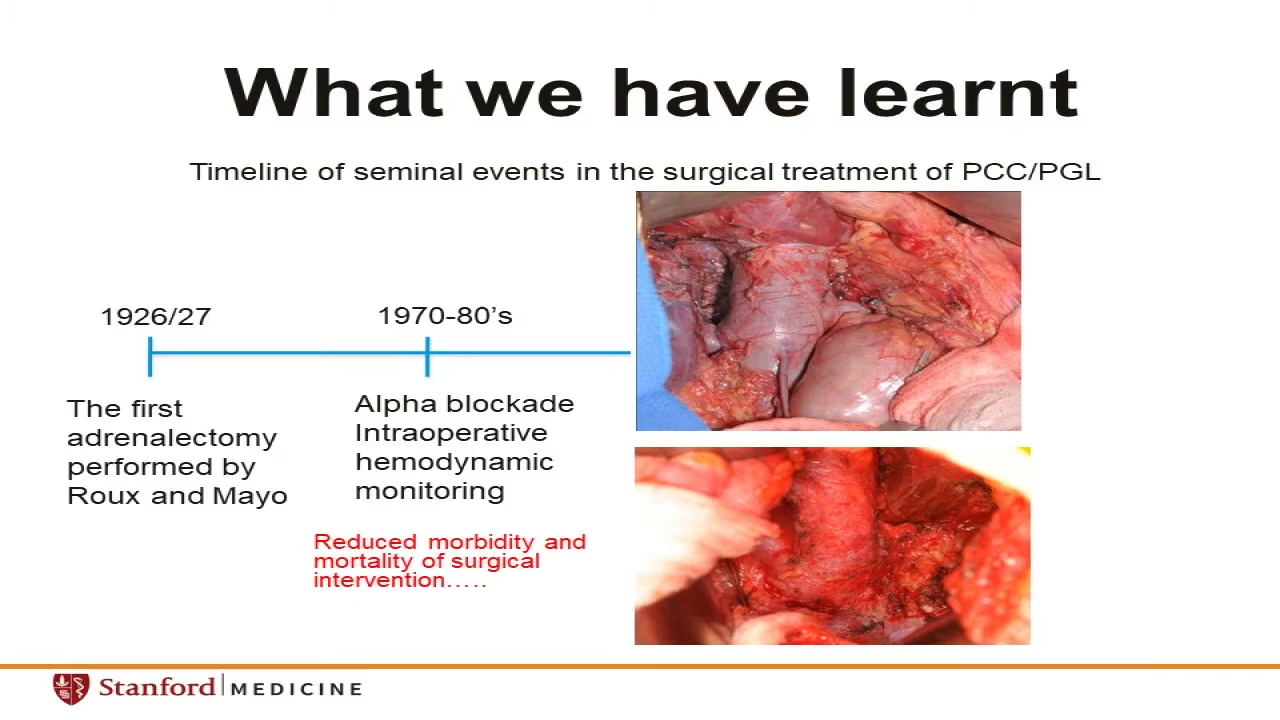 What we have learnt
Timeline of seminal events in the surgical treatment of PCC/PGL
1926/27
The first
adrenalectomy
performed by
Roux and Mayo
1970-80's
Alpha blockade
Intraoperative
hemodynamic
monitoring
Reduced morbidity and
mortality of surgical
intervention…..
Stanford MEDICINE